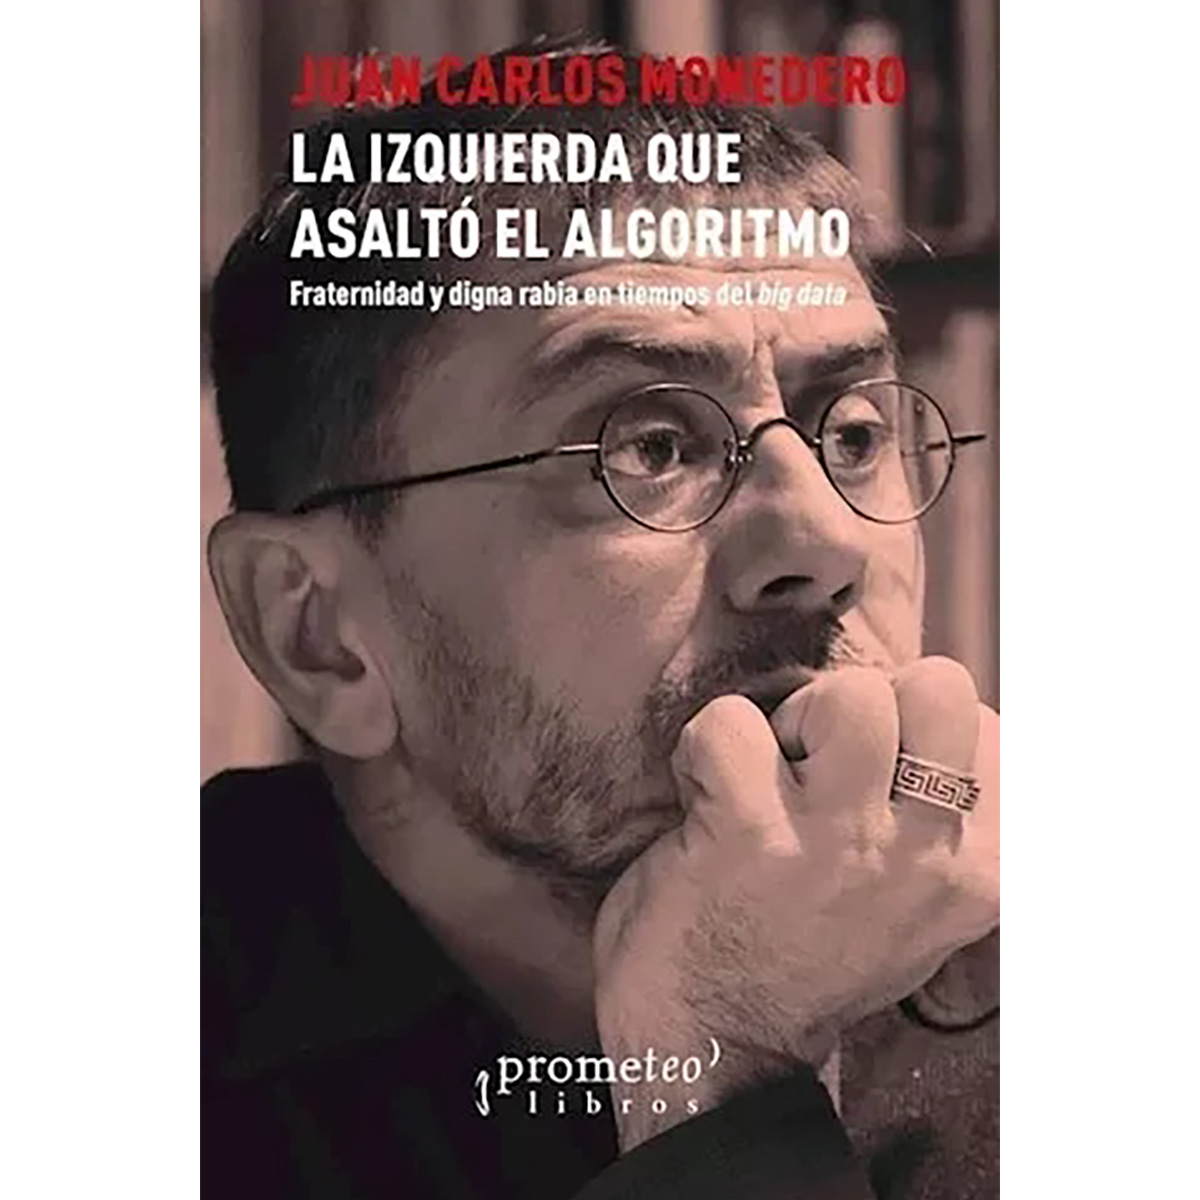 JUAN CARLOS MONEDERO
LA IZQUIERDA QUE
ASALTÓ EL ALGORITMO
Fraternidad y digna rabia en tiempos del big data
prometeo
libros